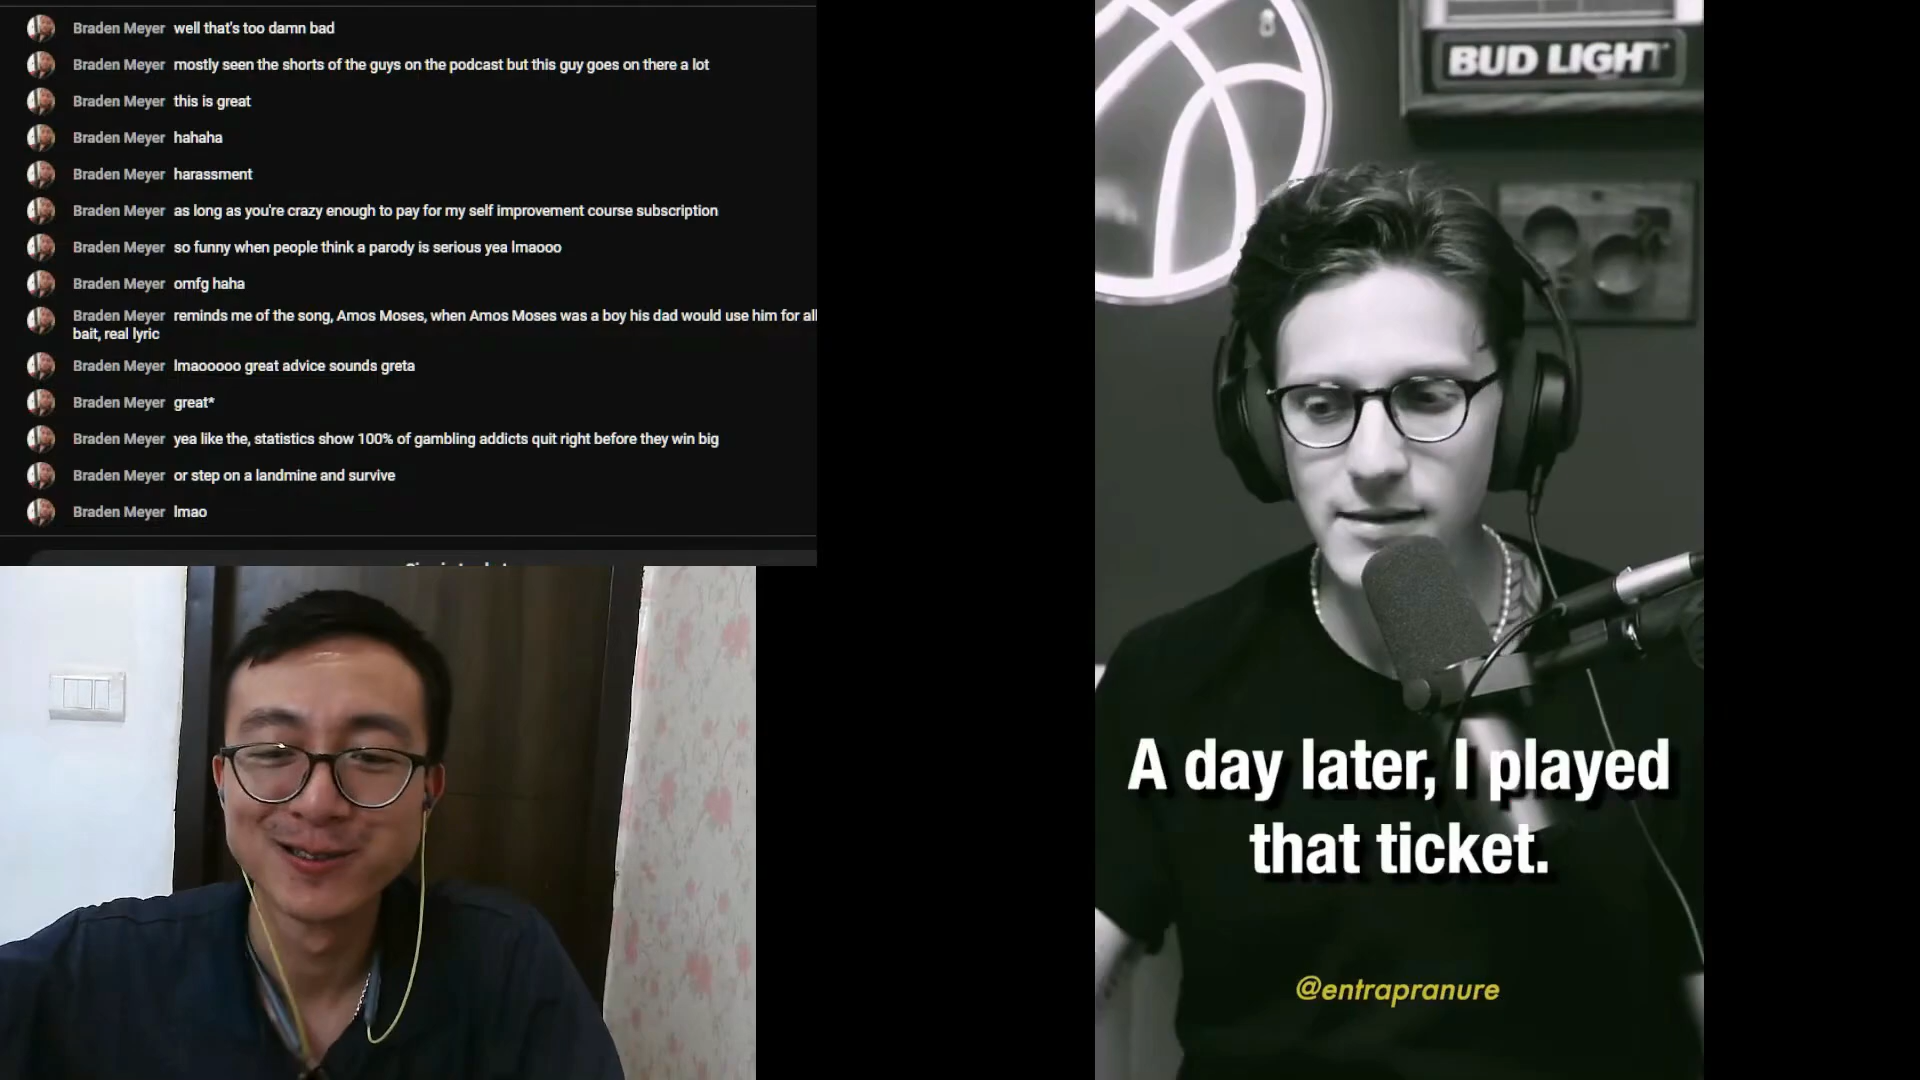 Braden Meyer well that's too damn bad
Braden Meyer mostly seen the shorts of the guys on the podcast but this guy goes on there a lot
Braden Meyer this is great
Braden Meyer hahaha
Braden Meyer harassment
Braden Meyer as long as you're crazy enough to pay for my self improvement course subscription
Braden Meyer so funny when people think a parody is serious yea lmaooo
Braden Meyer omfg haha
Braden Meyer reminds me of the song, Amos Moses, when Amos Moses was a boy his dad would use him for all
bait, real lyric
Braden Meyer lmaooooo great advice sounds greta
Braden Meyer great*
Braden Meyer yea like the, statistics show 100% of gambling addicts quit right before they win big
Braden Meyer or step on a landmine and survive
Braden Meyer lmao
8
BUD LIGHT
A day later, I played
that ticket.
@entrapranure